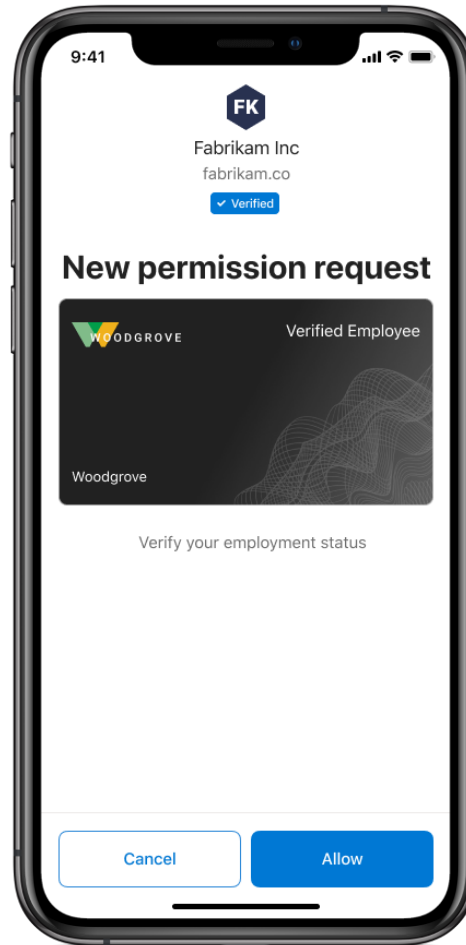 9:41
FK
Fabrikam Inc
fabrikam.co
Verified
New permission request
WOODGROVE
Verified Employee
Woodgrove
Verify your employment status
Cancel
Allow